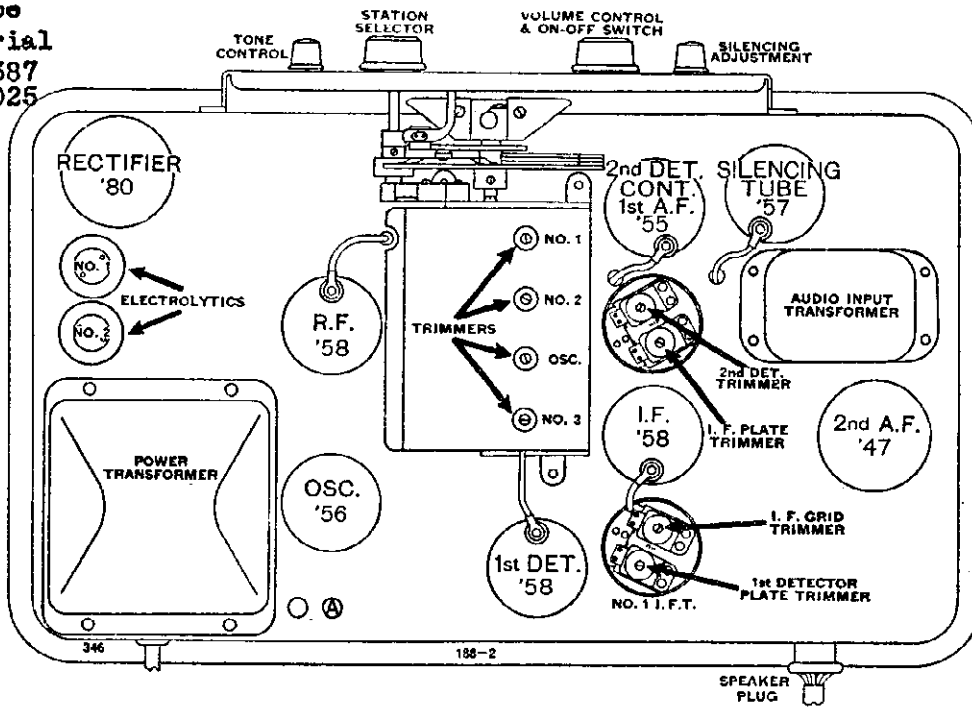 rial
387
025
STATION
SELECTOR
VOLUME CONTROL
& ON-OFF SWITCH
TONE
CONTROL
SILENCING
ADJUSTMENT
RECTIFIER
'80
2nd DET.
CONT.
1st A.F.
'55
SILENCING
TUBE
'57
NO. 1
NO. 2
OSC.
NO. 3
TRIMMERS
NO.
NO. 2
ELECTROLYTICS
R.F.
'58
AUDIO INPUT
TRANSFORMER
2nd DET.
TRIMMER
I. F. PLATE
TRIMMER
I.F.
'58
2nd A.F.
'47
POWER
TRANSFORMER
OSC.
'56
1st DET.
'58
I. F. GRID
TRIMMER
1st DETECTOR
PLATE TRIMMER
NO. 1 I.F.T.
A
346
188-2
SPEAKER
PLUG